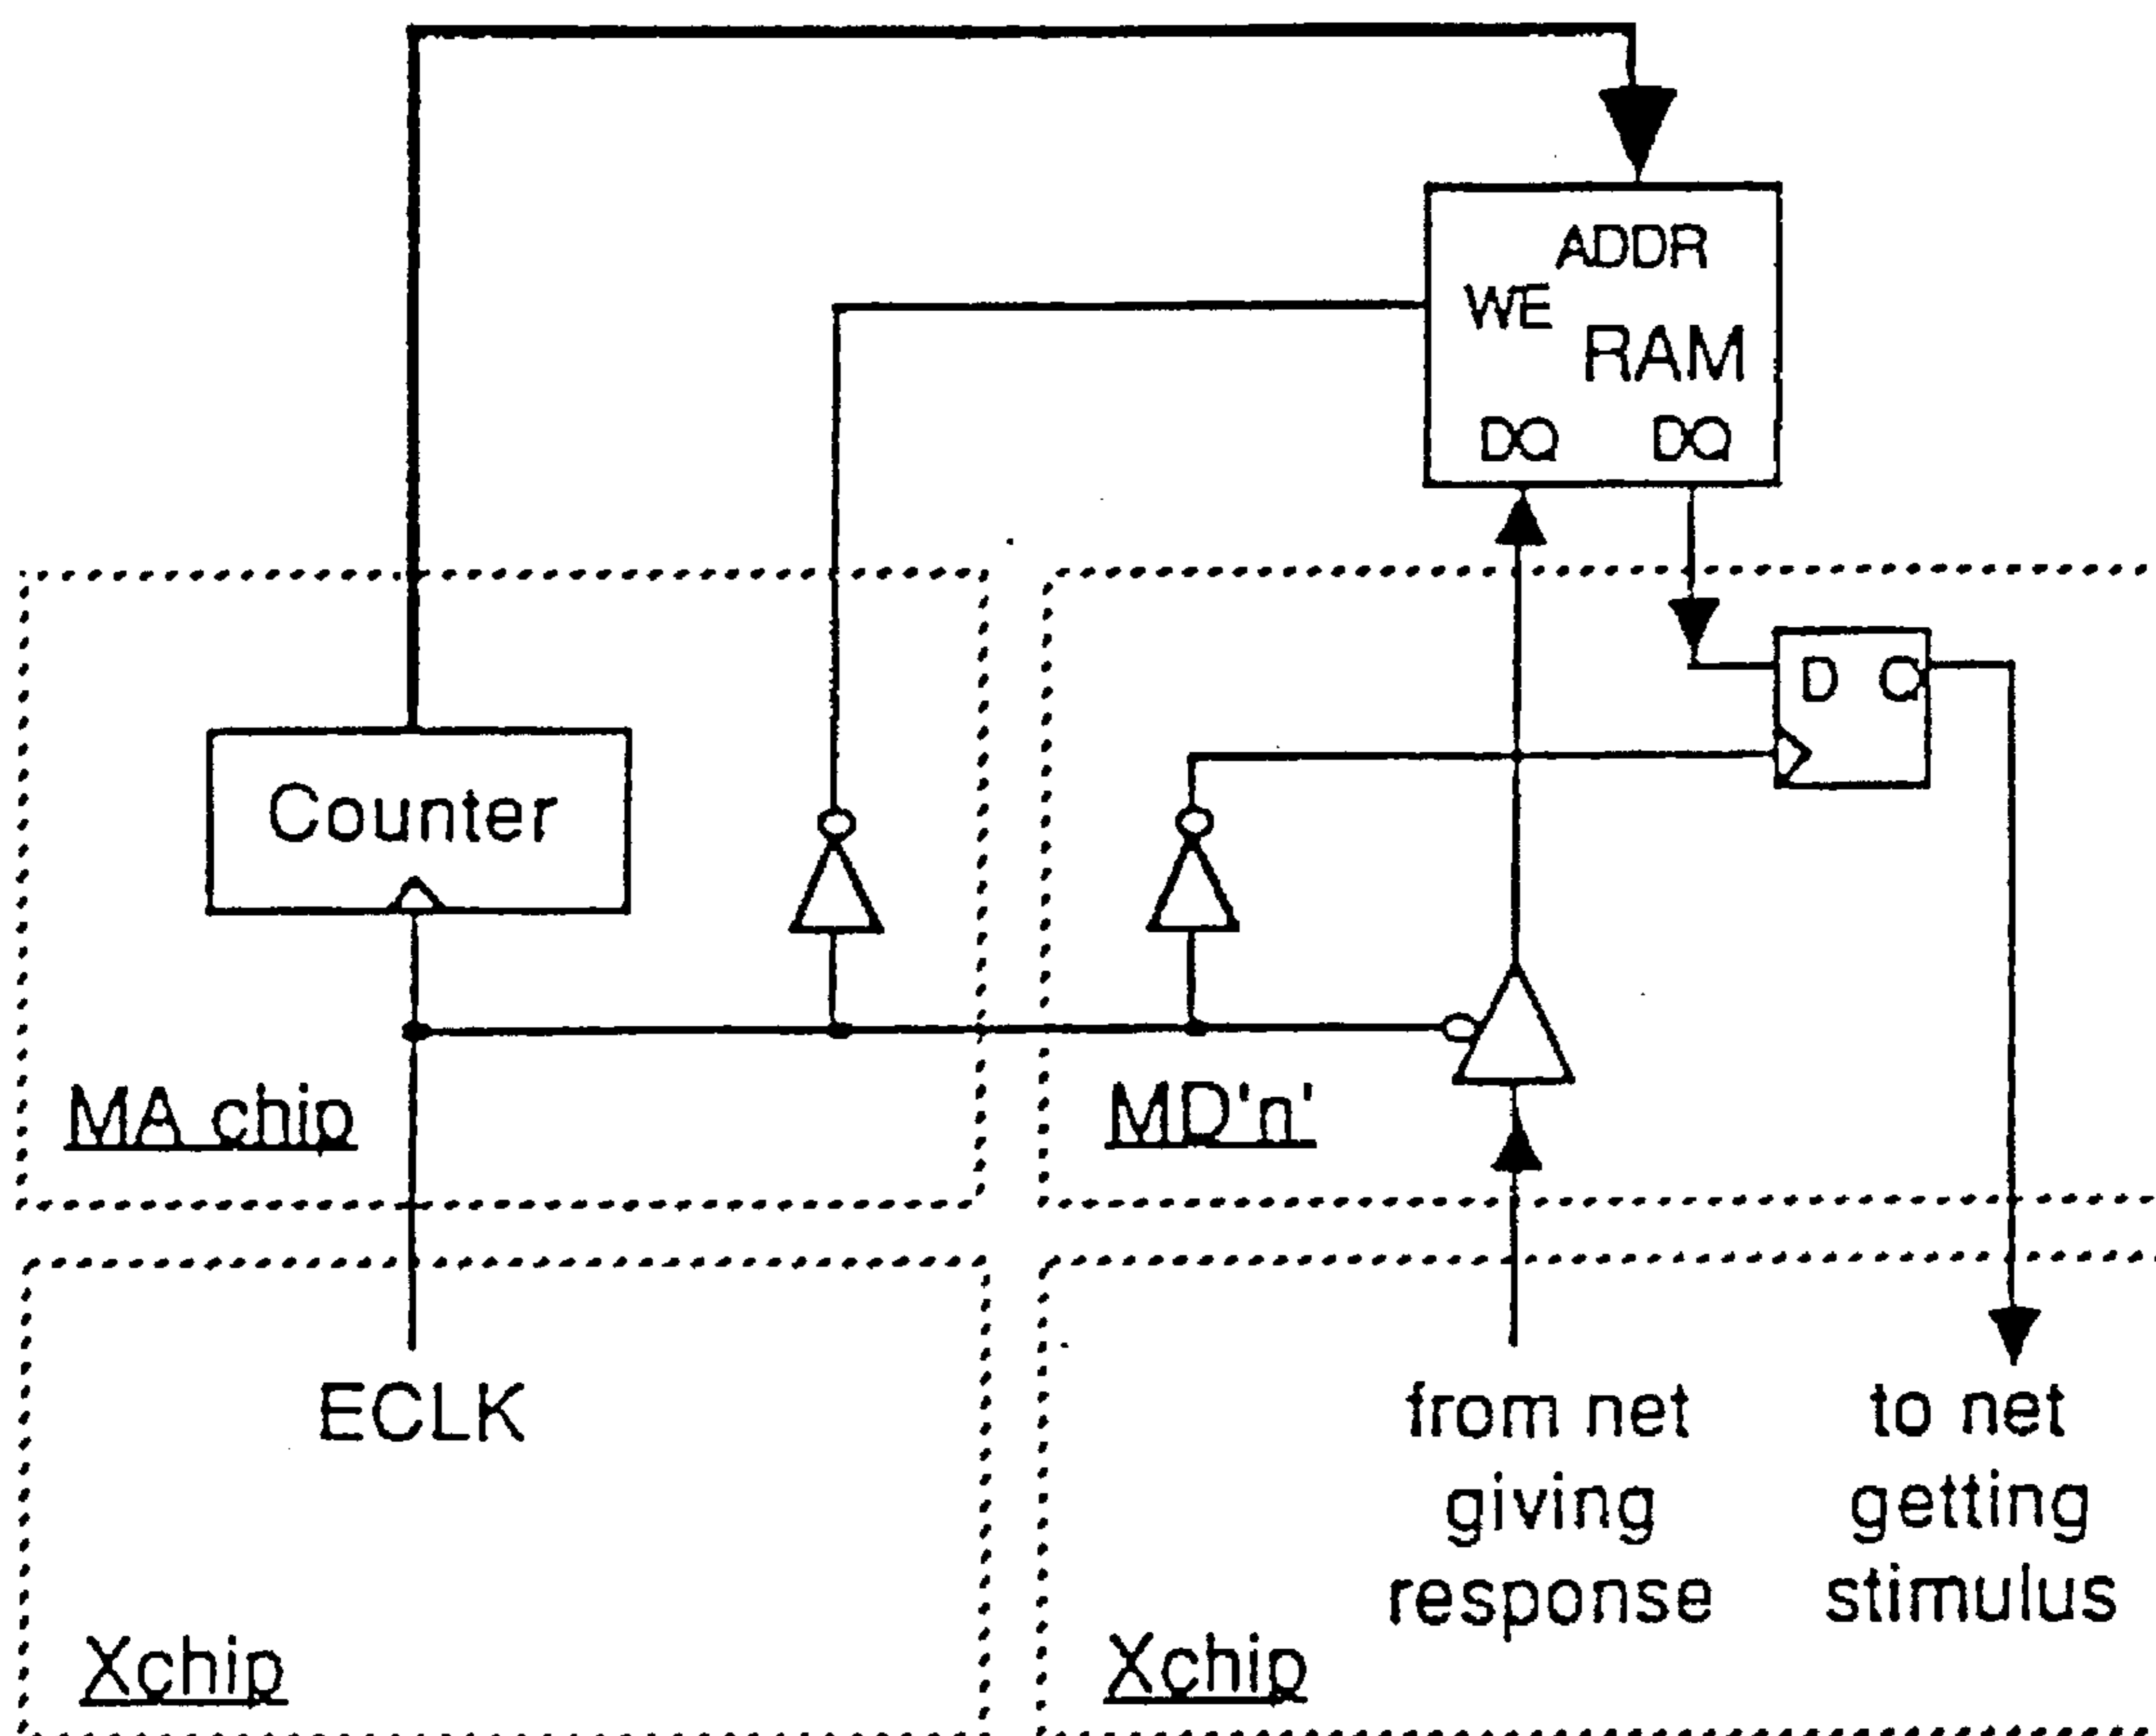 ADDR
WE
RAM
DQ DQ
D Q
Counter
MA chip
MD'n'
ECLK
from net
giving
response
to net
getting
stimulus
Xchip
Xchip